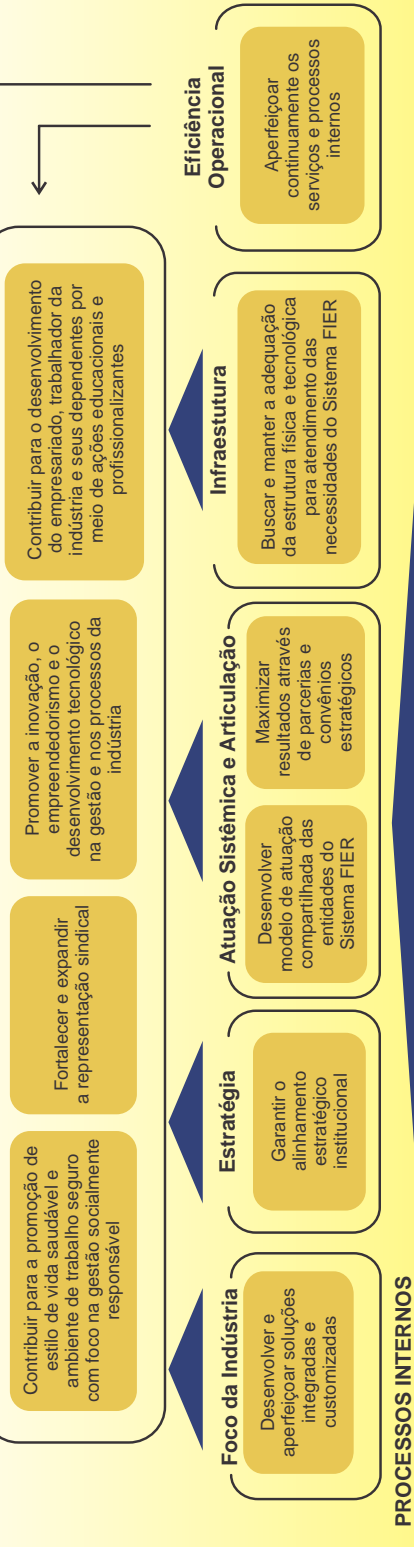 Contribuir para a promoção de
estilo de vida saudável e
ambiente de trabalho seguro
com foco na gestão socialmente
responsável
Fortalecer e expandir
a representação sindical
Promover a inovação, o
empreendedorismo e o
desenvolvimento tecnológico
na gestão e nos processos da
indústria
Contribuir para o desenvolvimento
do empresariado, trabalhador da
indústria e seus dependentes por
meio de ações educacionais e
profissionalizantes
Foco da Indústria
Desenvolver e
aperfeiçoar soluções
integradas e
customizadas
Estratégia
Garantir o
alinhamento
estratégico
institucional
Atuação Sistêmica e Articulação
Desenvolver
modelo de atuação
compartilhada das
entidades do
Sistema FIER
Maximizar
resultados através
de parcerias e
convênios
estratégicos
Infraestutura
Buscar e manter a adequação
da estrutura física e tecnológica
para atendimento das
necesidades do Sistema FIER
Eficiência
Operacional
Aperfeiçoar
continuamente os
serviços e processos
internos
PROCESSOS INTERNOS